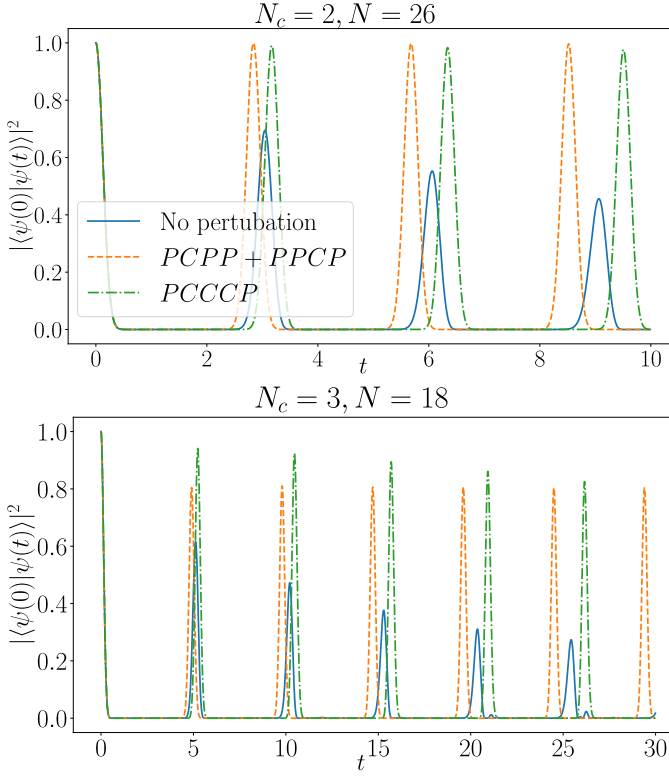 N_c = 2, N = 26
|⟨ψ(0)|ψ(t)⟩|²
1.0
0.8
0.6
0.4
0.2
0.0
No pertubation
PCPP + PPCP
PCCCP
0 2 4 6 8 10
t
N_c = 3, N = 18
|⟨ψ(0)|ψ(t)⟩|²
1.0
0.8
0.6
0.4
0.2
0.0
0 5 10 15 20 25 30
t